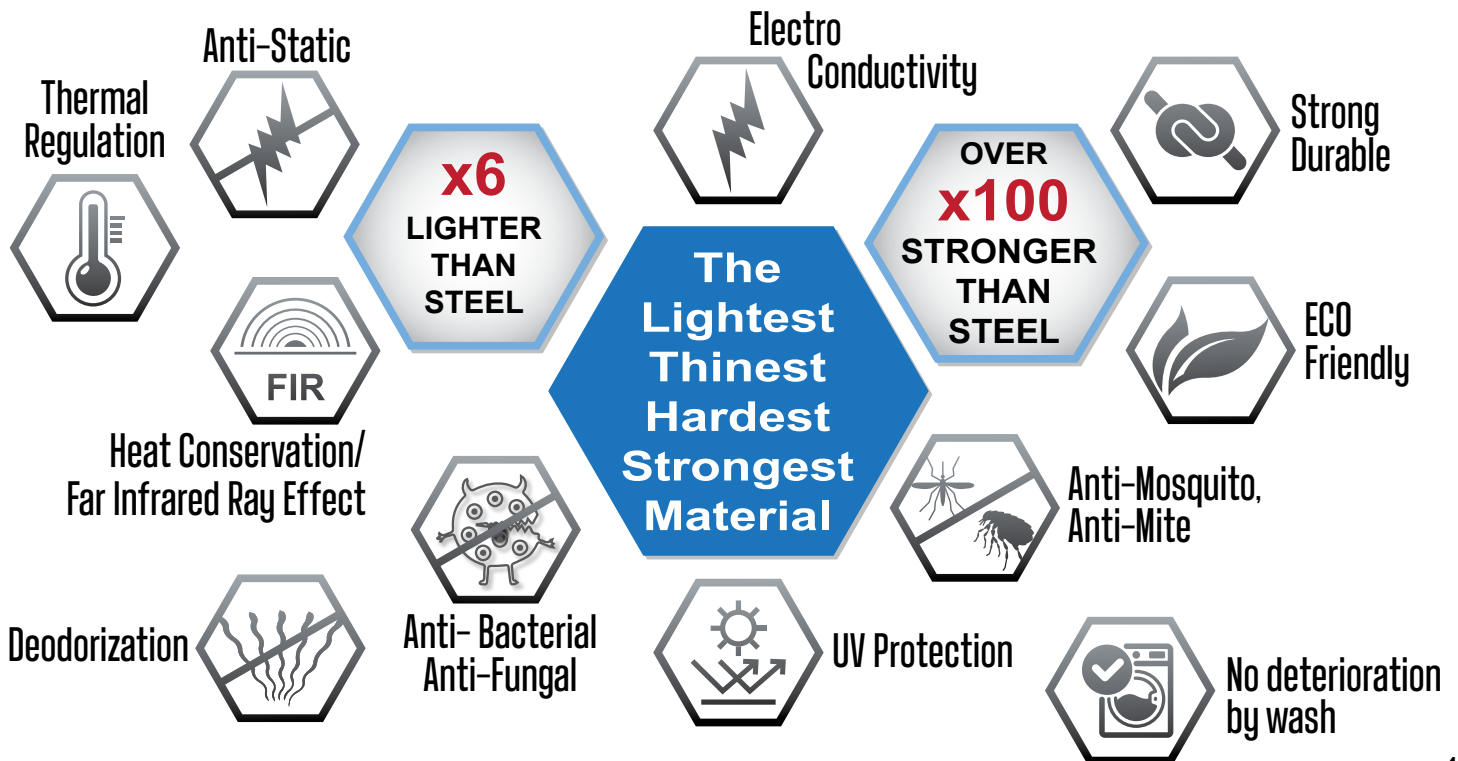 Anti-Static
Thermal
Regulation
Electro
Conductivity
Strong
Durable
x6
LIGHTER
THAN
STEEL
OVER
x100
STRONGER
THAN
STEEL
The
Lightest
Thinest
Hardest
Strongest
Material
FIR
Heat Conservation/
Far Infrared Ray Effect
ECO
Friendly
Anti-Mosquito,
Anti-Mite
Deodorization
Anti- Bacterial
Anti-Fungal
UV Protection
No deterioration
by wash